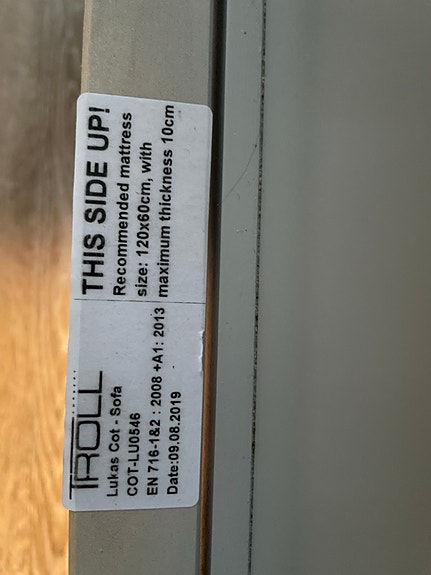 TROLL
Lukas Cot - Sofa
COT-LU0546
EN 716-1&2 : 2008 +A1: 2013
Date:09.08.2019
THIS SIDE UP!
Recommended mattress
size: 120x60cm, with
maximum thickness 10cm